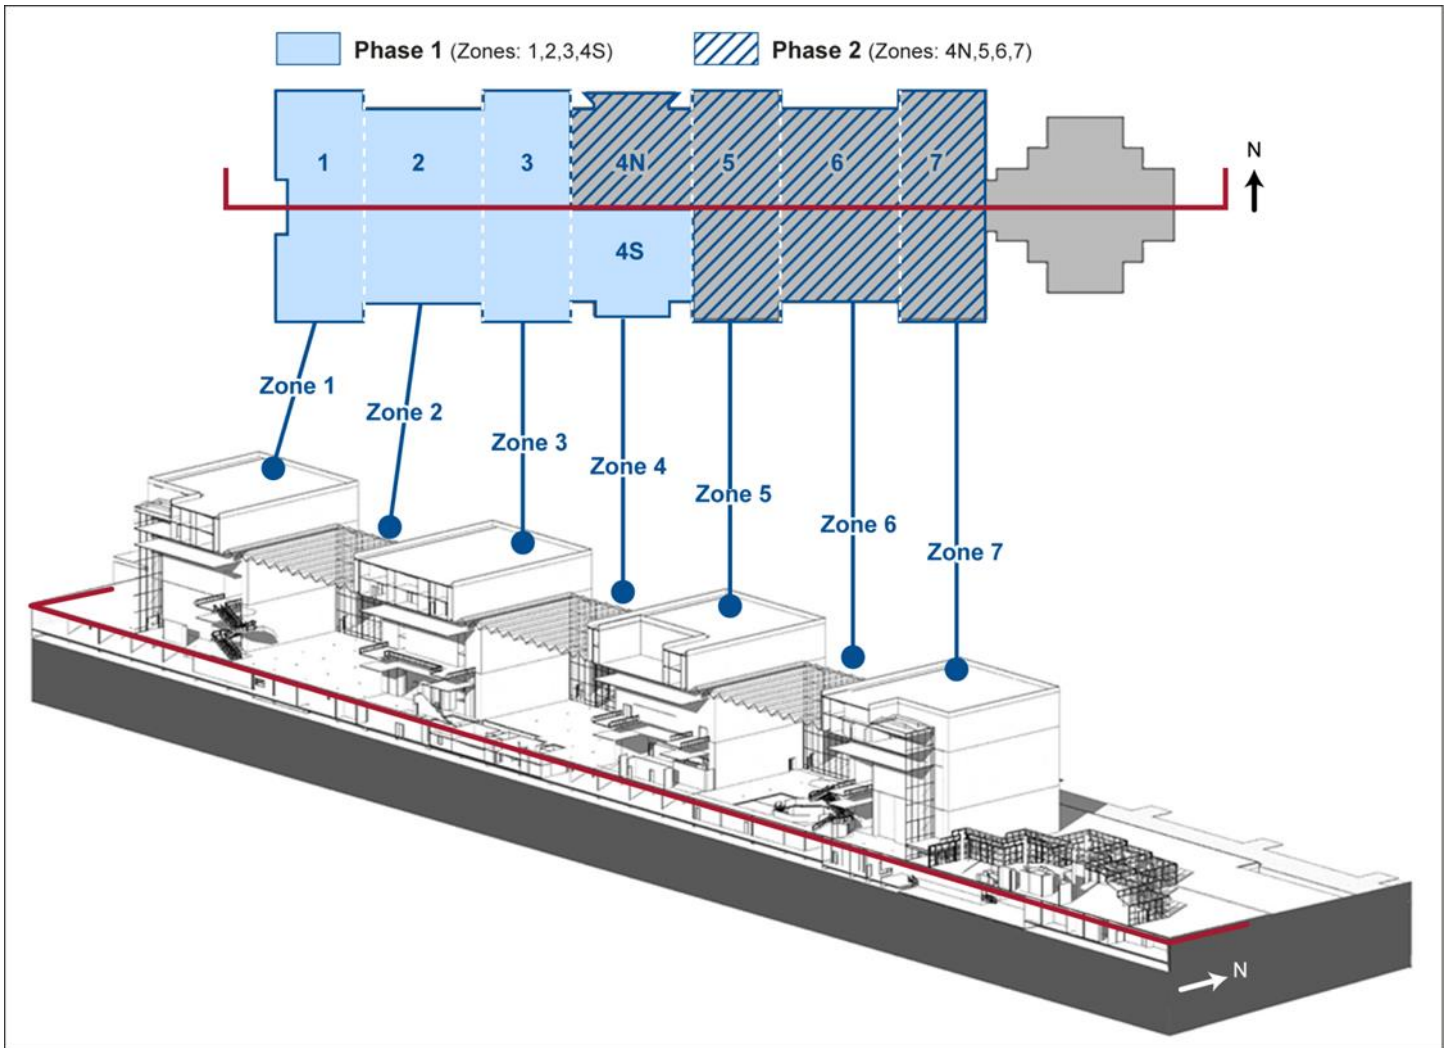 Phase 1 (Zones: 1,2,3,4S)
Phase 2 (Zones: 4N,5,6,7)
1
2
3
4N
5
6
7
N
4S
Zone 1
Zone 2
Zone 3
Zone 4
Zone 5
Zone 6
Zone 7
N